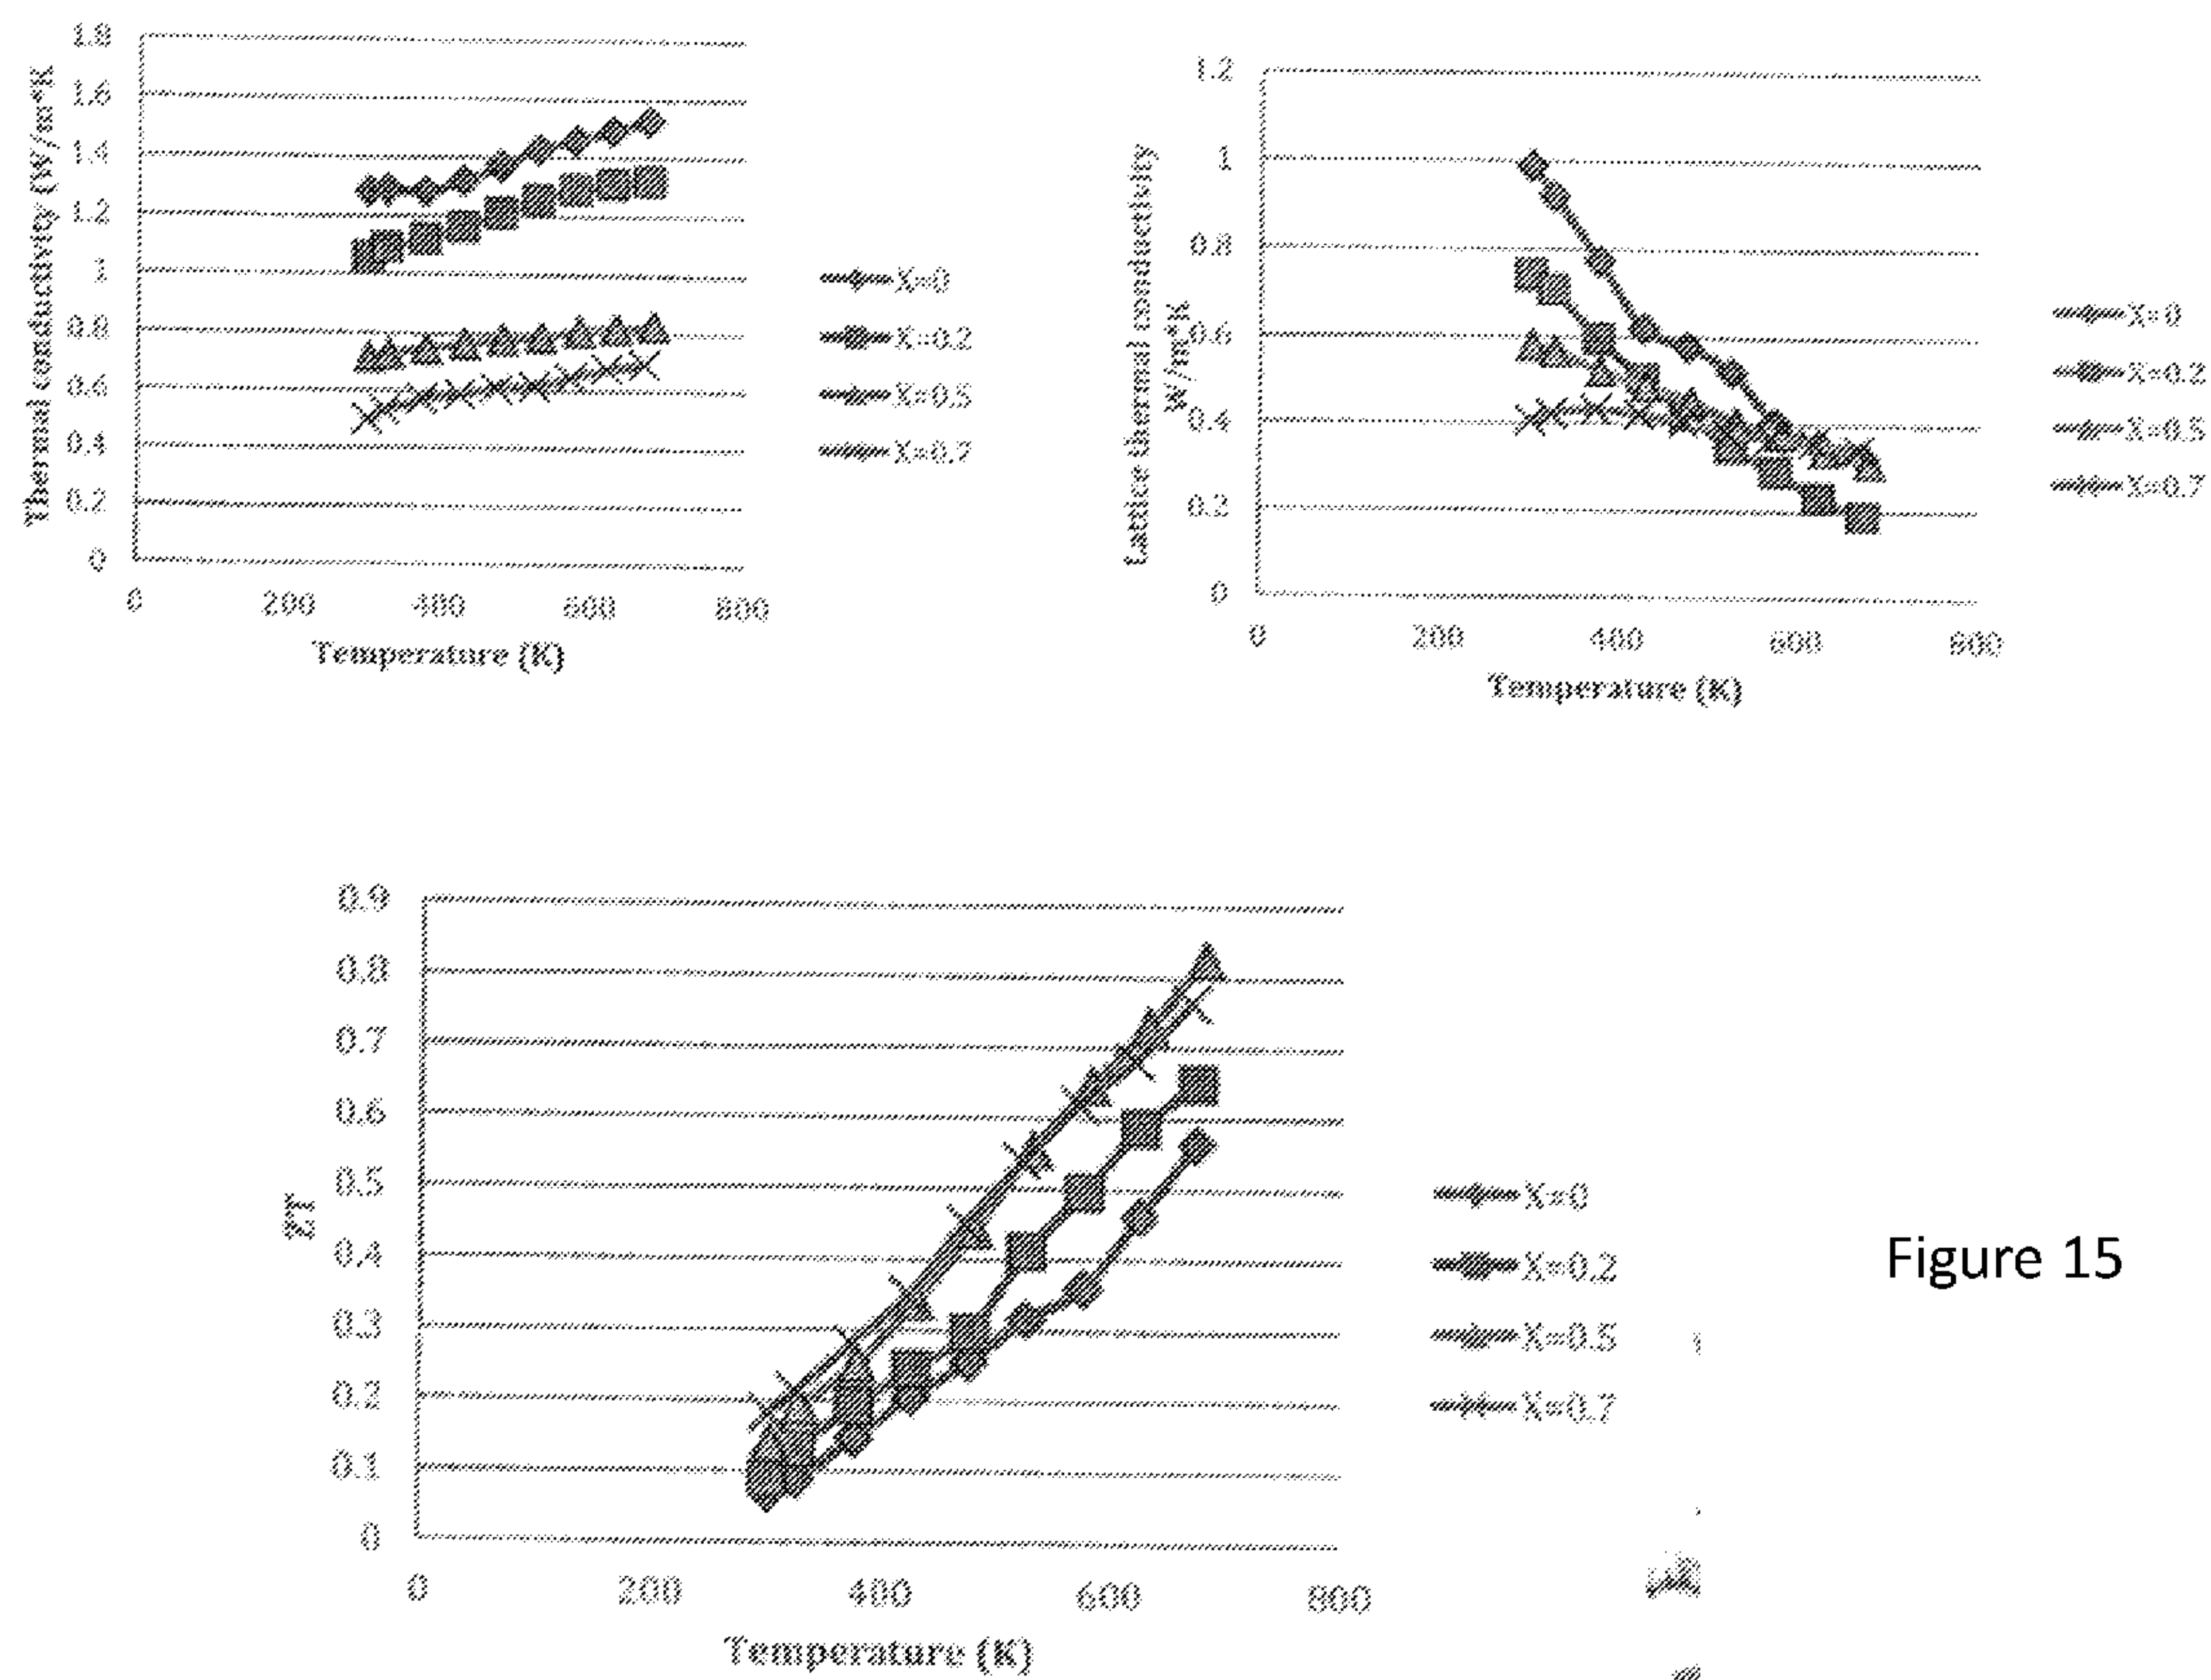 Thermal conductivity (W/m*K
1.8
1.6
1.4
1.2
1
0.8
0.6
0.4
0.2
0
0 200 400 600 800
Temperature (K)
X=0
X=0.2
X=0.5
X=0.7
Lattice thermal conductivity
W/m*K
1.2
1
0.8
0.6
0.4
0.2
0
0 200 400 600 800
Temperature (K)
X=0
X=0.2
X=0.5
X=0.7
ZT
0.9
0.8
0.7
0.6
0.5
0.4
0.3
0.2
0.1
0
0 200 400 600 800
Temperature (K)
X=0
X=0.2
X=0.5
X=0.7
Figure 15